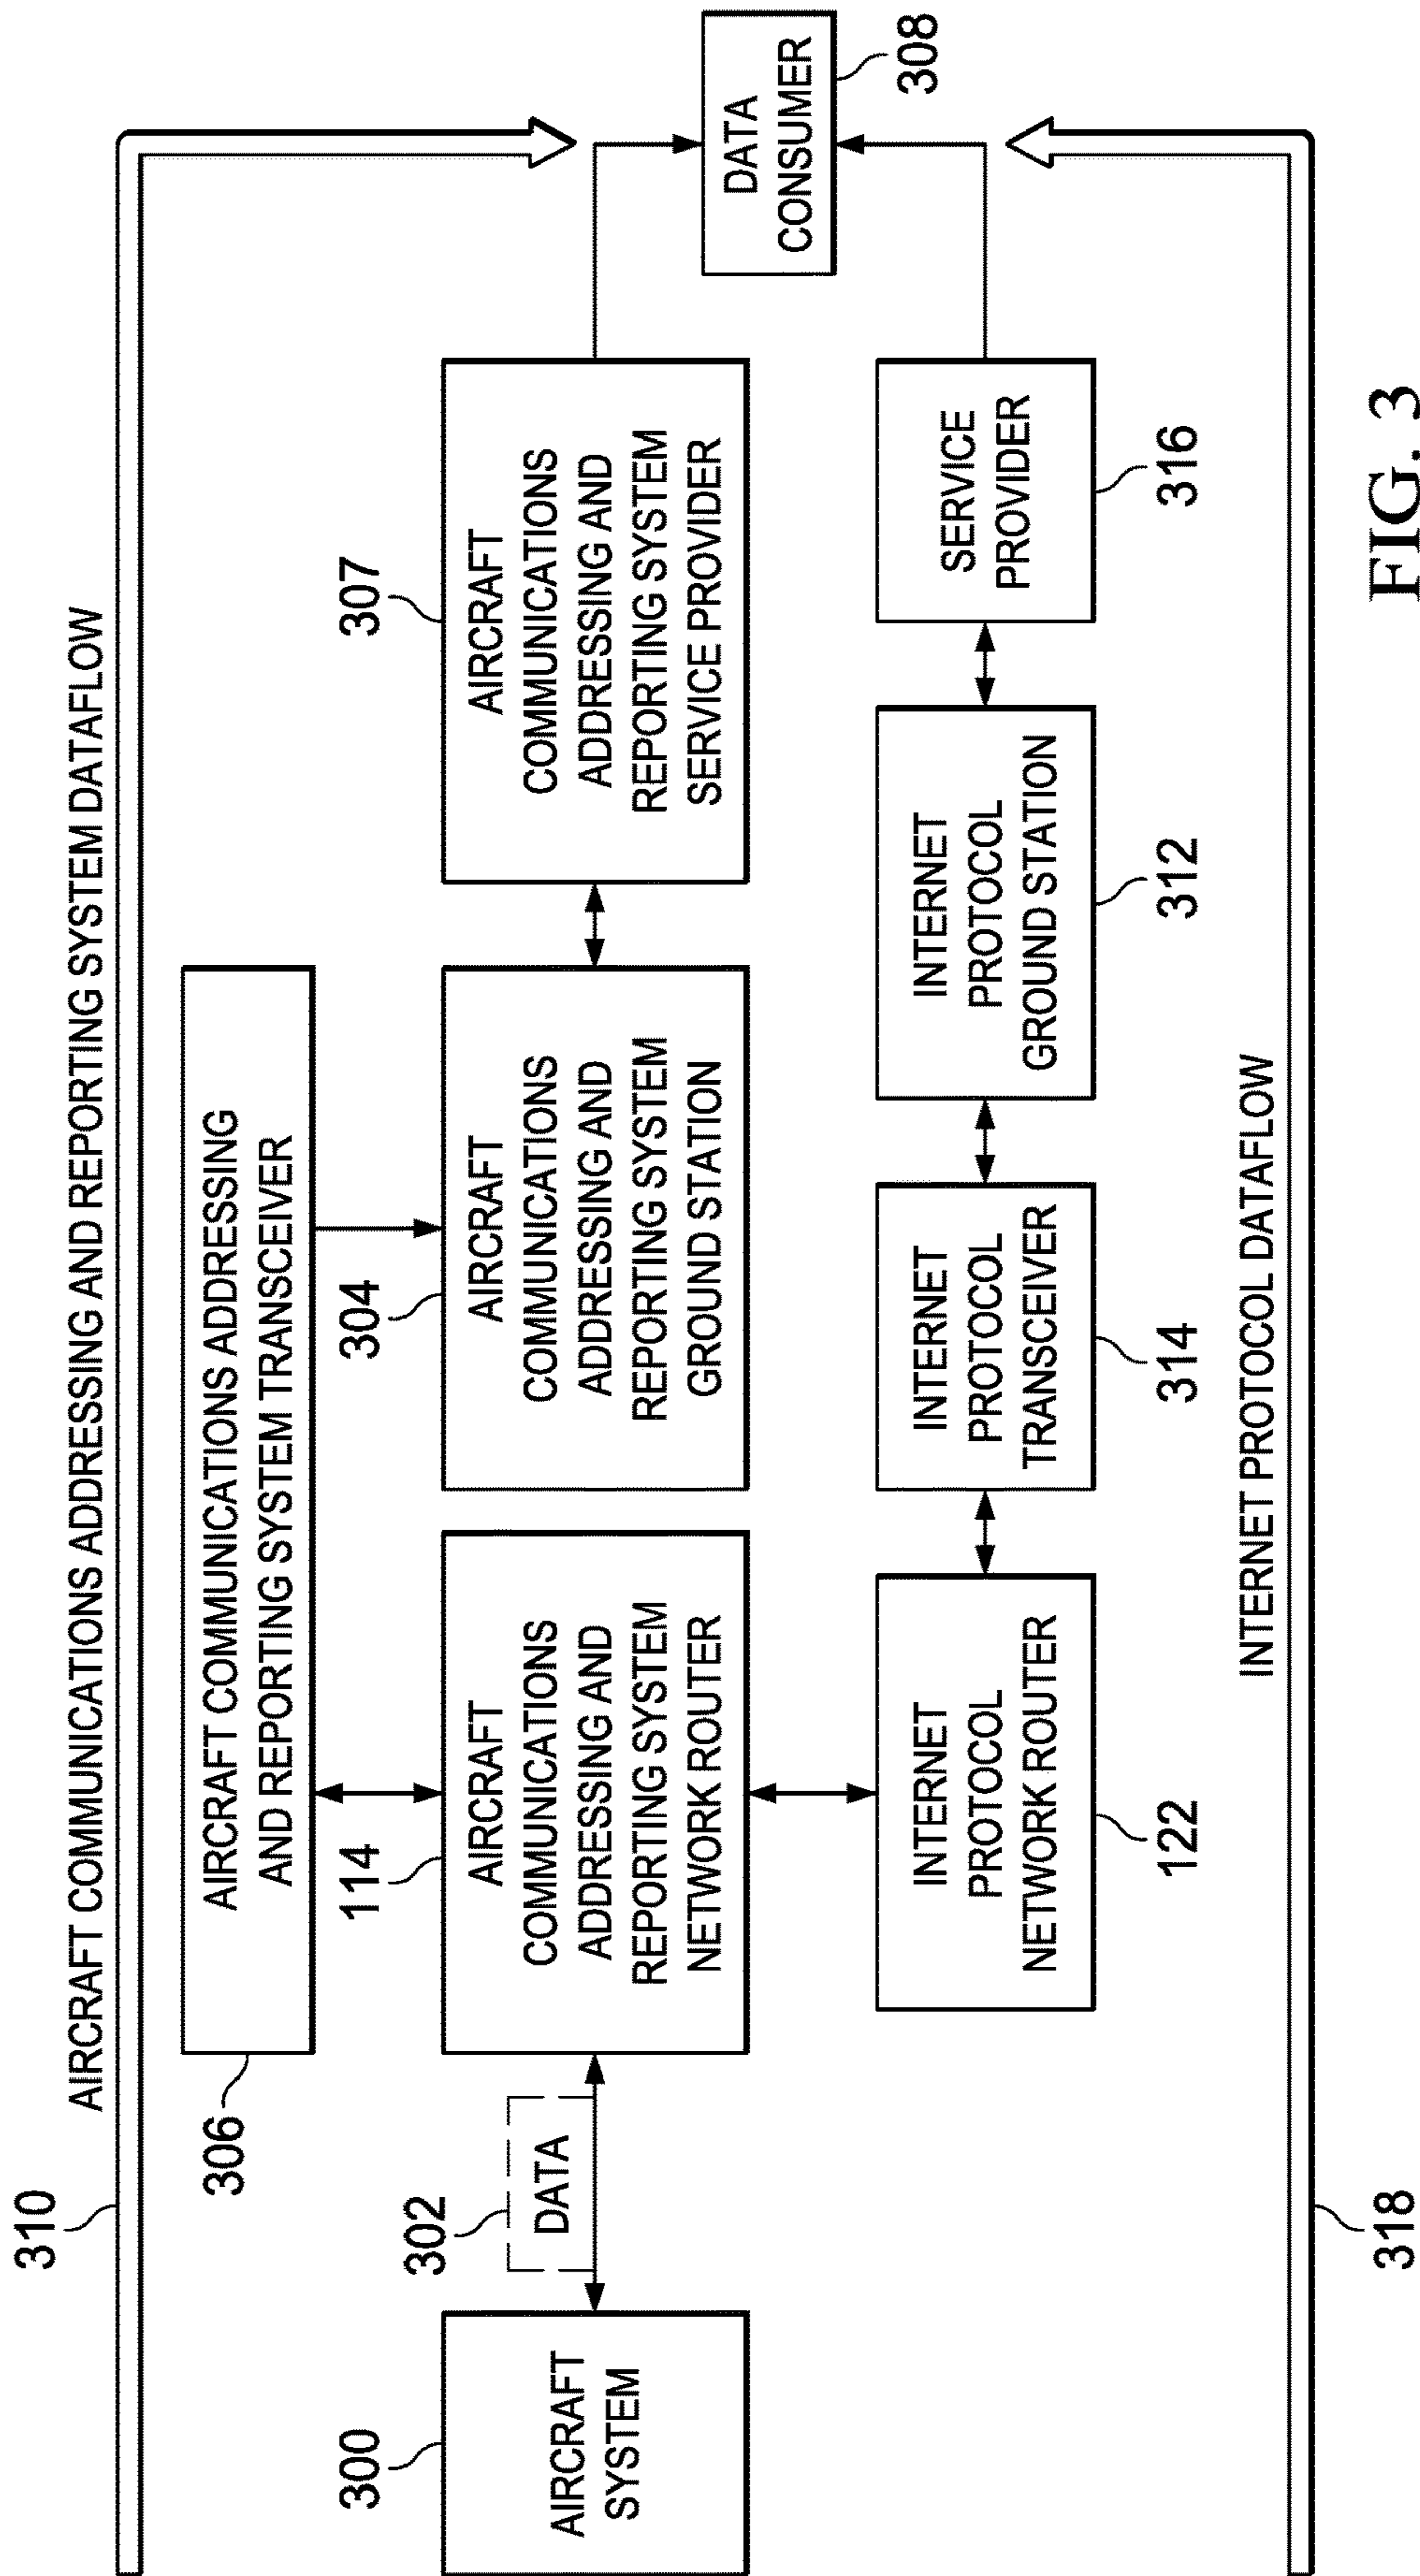 AIRCRAFT COMMUNICATIONS ADDRESSING AND REPORTING SYSTEM DATAFLOW
310
306
AIRCRAFT COMMUNICATIONS ADDRESSING
AND REPORTING SYSTEM TRANSCEIVER
300
AIRCRAFT
SYSTEM
302
DATA
114
AIRCRAFT
COMMUNICATIONS
ADDRESSING AND
REPORTING SYSTEM
NETWORK ROUTER
304
AIRCRAFT
COMMUNICATIONS
ADDRESSING AND
REPORTING SYSTEM
GROUND STATION
307
AIRCRAFT
COMMUNICATIONS
ADDRESSING AND
REPORTING SYSTEM
SERVICE PROVIDER
DATA
CONSUMER
308
INTERNET
PROTOCOL
NETWORK ROUTER
122
INTERNET
PROTOCOL
TRANSCEIVER
314
INTERNET
PROTOCOL
GROUND STATION
312
SERVICE
PROVIDER
316
INTERNET PROTOCOL DATAFLOW
318
FIG. 3